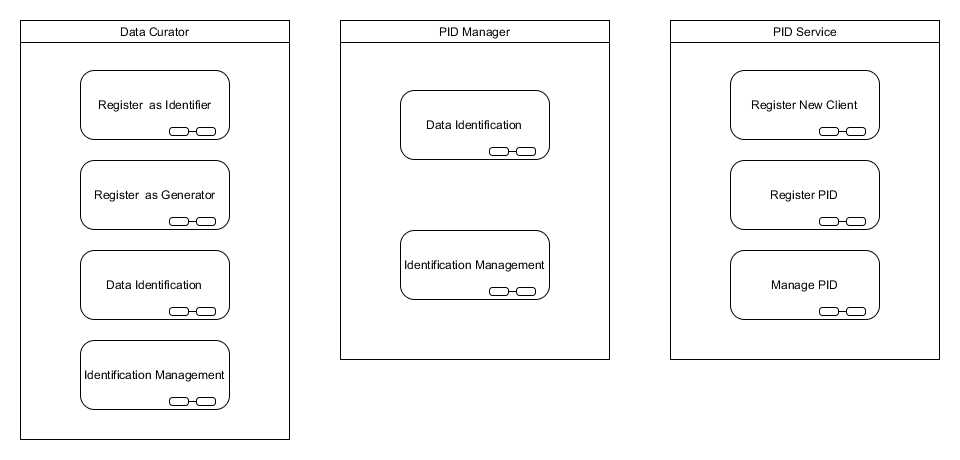 Data Curator
Register  as Identifier
Register  as Generator
Data Identification
Identification Management
PID Manager
Data Identification
Identification Management
PID Service
Register New Client
Register PID
Manage PID